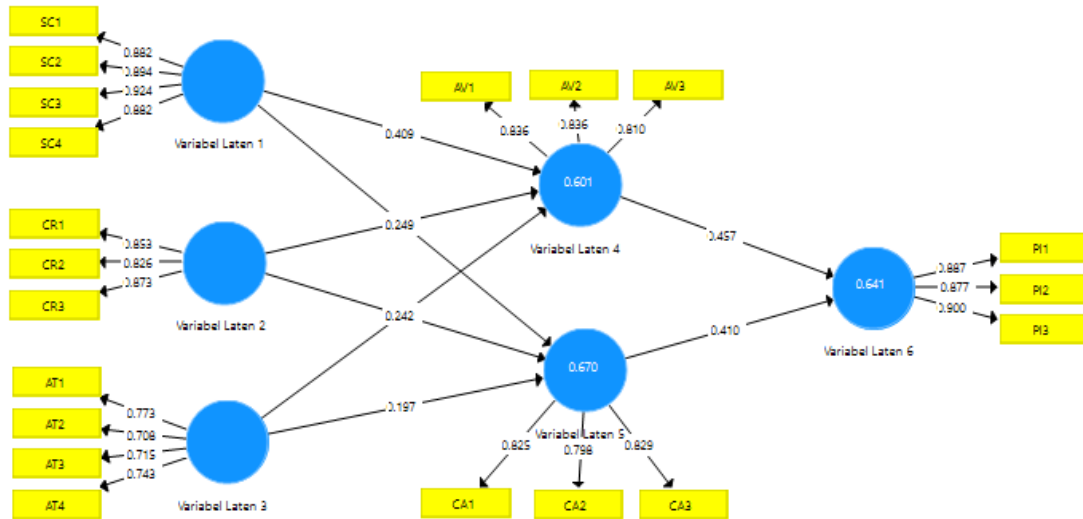 SC1
SC2
SC3
SC4
0.882
0.894
0.924
0.882
Variabel Laten 1
CR1
CR2
CR3
0.853
0.826
0.873
Variabel Laten 2
AT1
AT2
AT3
AT4
0.773
0.708
0.715
0.743
Variabel Laten 3
0.409
0.249
0.242
0.197
AV1
AV2
AV3
0.836
0.836
0.810
0.601
Variabel Laten 4
0.670
Variabel Laten 5
0.825
0.798
0.829
CA1
CA2
CA3
0.457
0.410
0.641
Variabel Laten 6
0.887
0.877
0.900
PI1
PI2
PI3